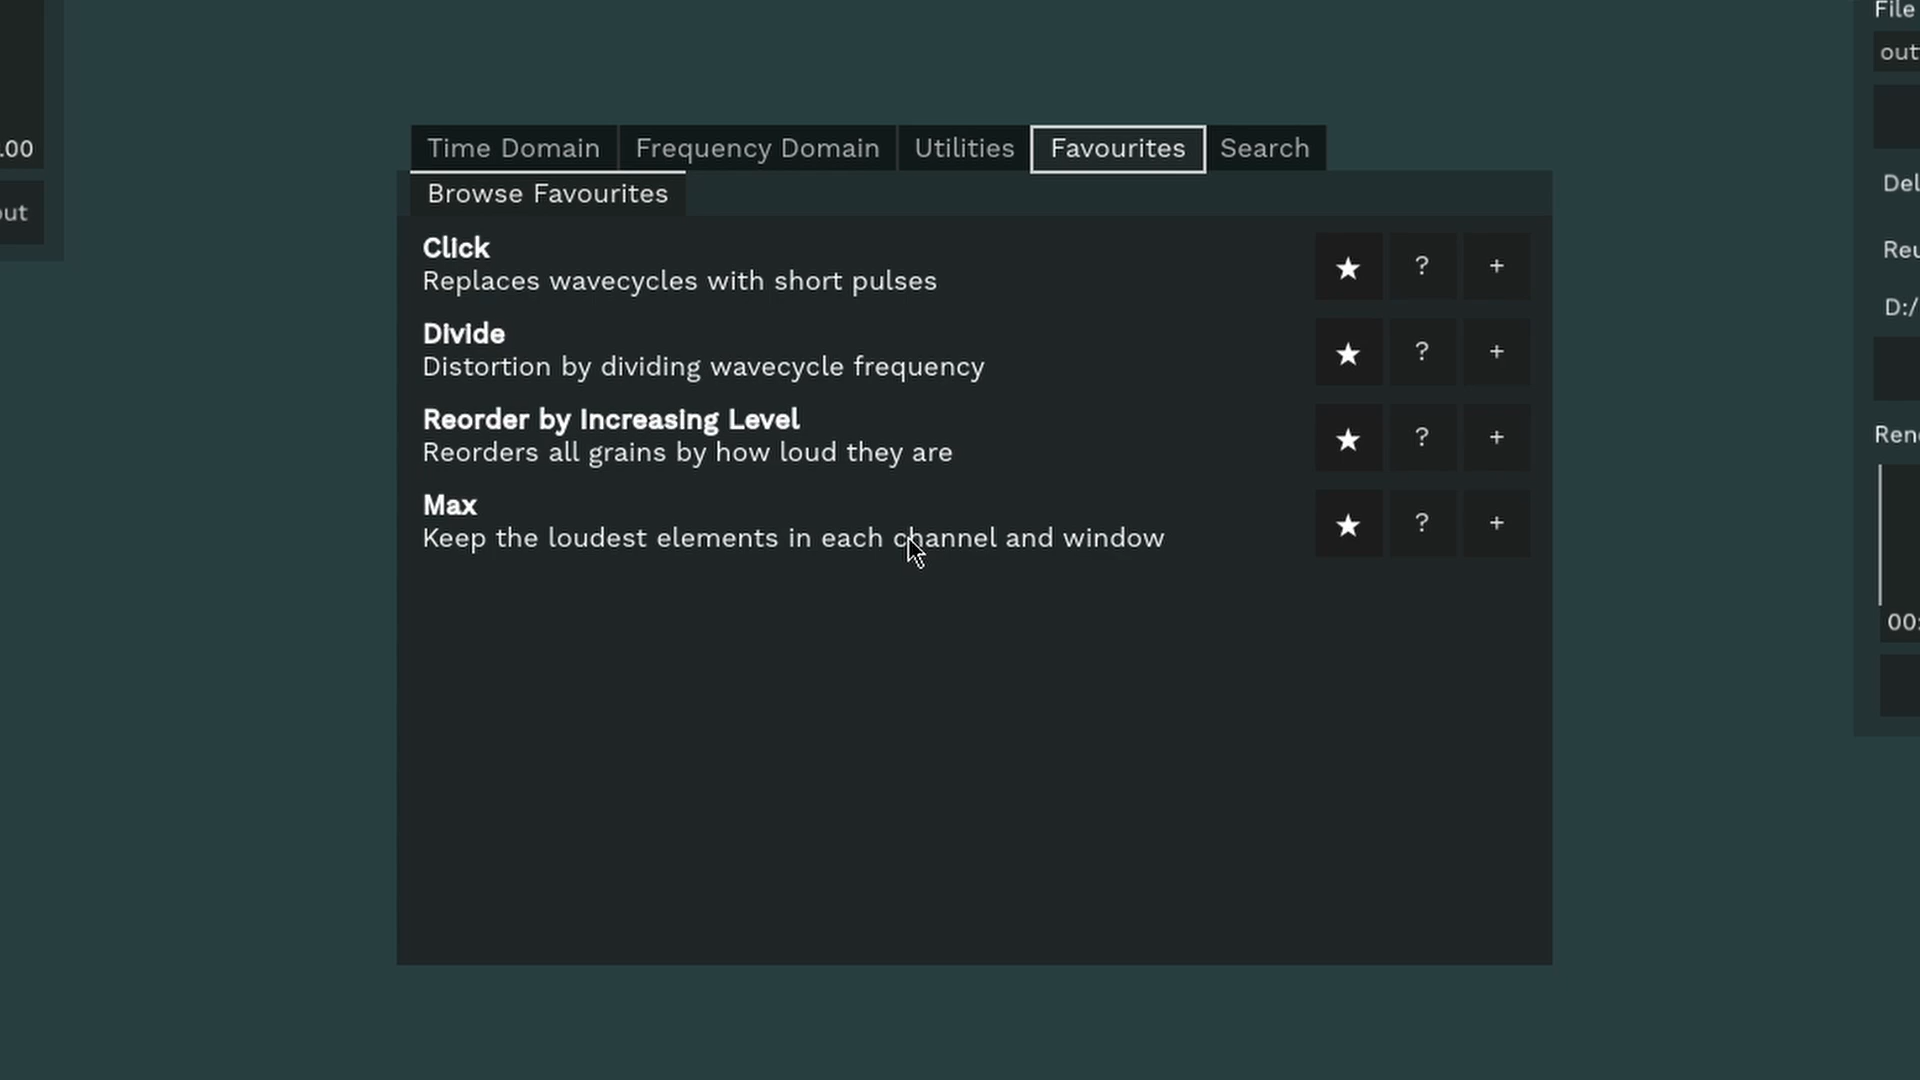 Time Domain
Frequency Domain
Utilities
Favourites
Search
Browse Favourites
Click
Replaces wavecycles with short pulses
★ ? +
Divide
Distortion by dividing wavecycle frequency
★ ? +
Reorder by Increasing Level
Reorders all grains by how loud they are
★ ? +
Max
Keep the loudest elements in each channel and window
★ ? +
.00
out
File
out
Del
Reu
D:/
Ren
00: